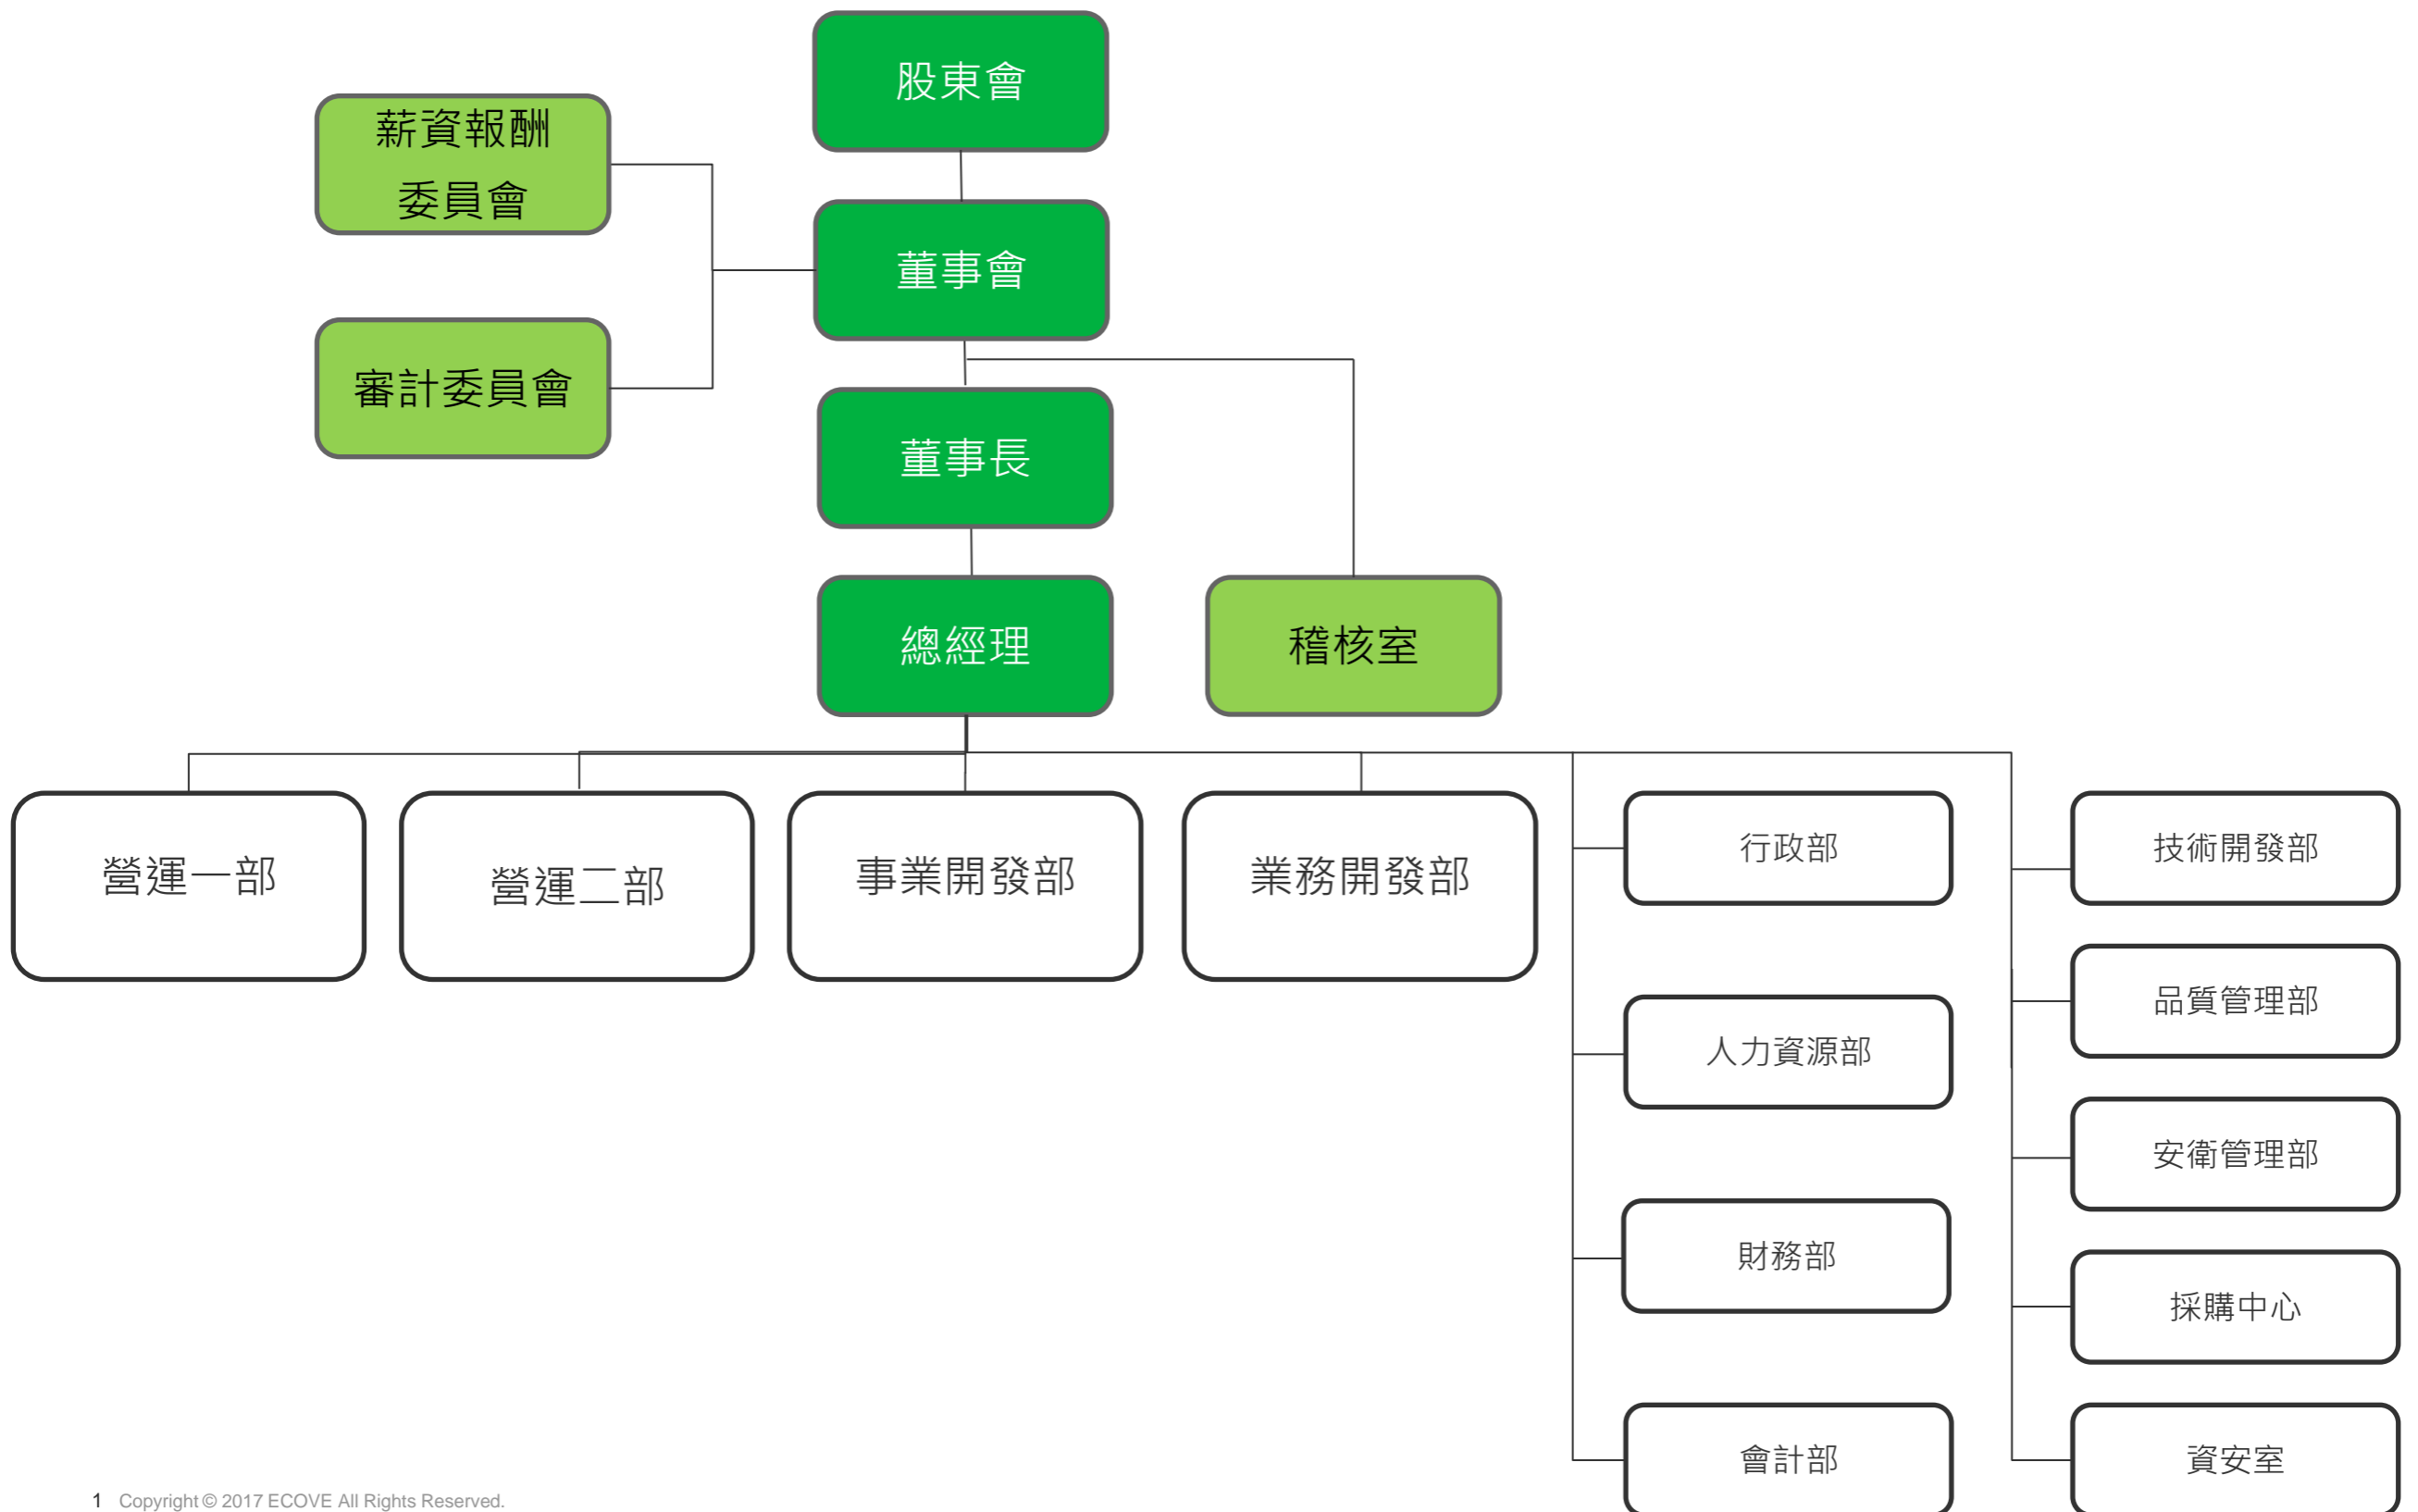 股東會
薪資報酬
委員會
董事會
審計委員會
董事長
總經理
稽核室
營運一部
營運二部
事業開發部
業務開發部
行政部
人力資源部
財務部
會計部
技術開發部
品質管理部
安衛管理部
採購中心
資安室
1 Copyright © 2017 ECOVE All Rights Reserved.